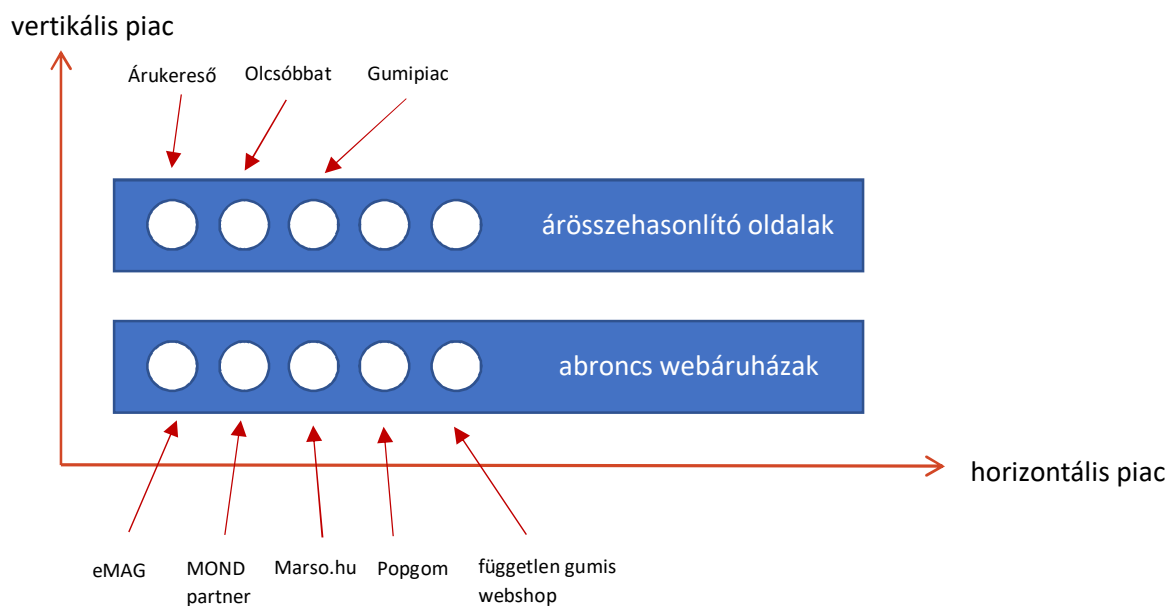 vertikális piac
Árukereső
Olcsóbbat
Gumipiac
árösszehasonlító oldalak
abroncs webáruházak
horizontális piac
eMAG
MOND
partner
Marso.hu
Popgom
független gumis
webshop